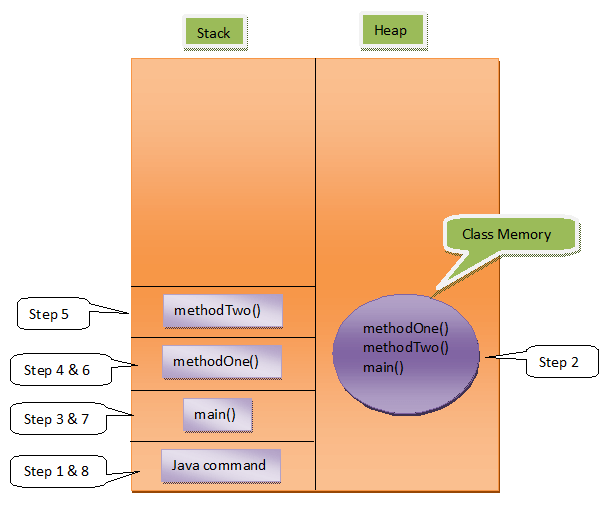 Stack
Heap
Class Memory
Step 5
methodTwo()
methodOne()
methodTwo()
main()
Step 2
Step 4 & 6
methodOne()
Step 3 & 7
main()
Step 1 & 8
Java command